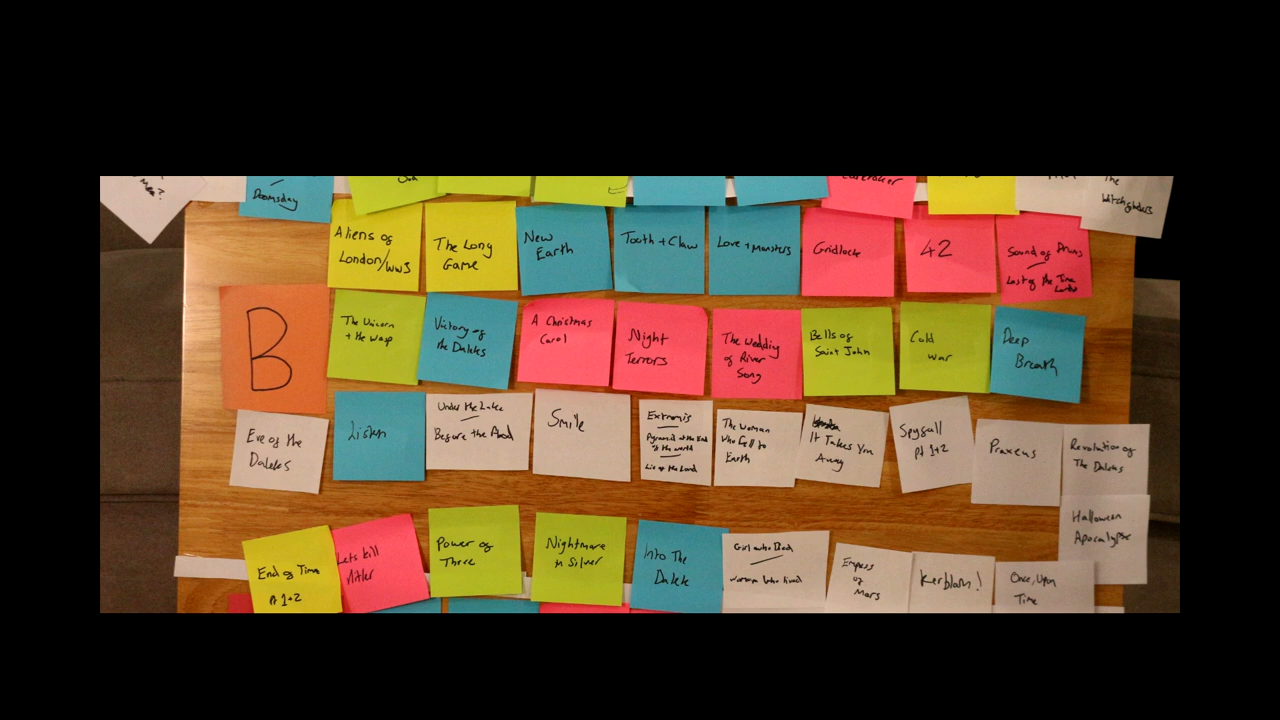 Doomsday
The
Witchfinders
Aliens of
London/WW3
The Long
Game
New
Earth
Tooth + Claw
Love + Monsters
Gridlock
42
Sound of Drums
Last of the Time
Lords
B
The Unicorn
+ the Wasp
Victory of
the Daleks
A Christmas
Carol
Night
Terrors
The Wedding
of River
Song
Bells of
Saint John
Cold
War
Deep
Breath
Eve of the
Daleks
Listen
Under the Lake
Before the Flood
Smile
Extremis
Pyramid at the End
of the world
Lie of the Land
The Woman
Who Fell to
Earth
It Takes You
Away
Spyfall
Pt 1+2
Praxeus
Revolution of
The Daleks
Halloween
Apocalypse
End of Time
Pt 1+2
Lets kill
Hitler
Power of
Three
Nightmare
in Silver
Into The
Dalek
Girl who Died
Woman who lived
Empress
of
Mars
Kerblam!
Once, Upon
Time